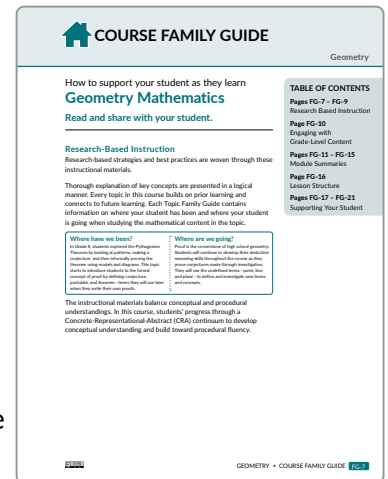 COURSE FAMILY GUIDE
Geometry
How to support your student as they learn
Geometry Mathematics
Read and share with your student.
Research-Based Instruction
Research-based strategies and best practices are woven through these
instructional materials.
Thorough explanation of key concepts are presented in a logical
manner. Every topic in this course builds on prior learning and
connects to future learning. Each Topic Family Guide contains
information on where your student has been and where your student
is going when studying the mathematical content in the topic.
Where have we been?
In Grade 8, students explored the Pythagorean
Theorem by looking at patterns, making a
conjecture, and then informally proving the
theorem using models and diagrams. This topic
starts to introduce students to the formal
concept of proof by defining conjecture,
postulate, and theorem - terms they will use later
when they write their own proofs.
Where are we going?
Proof is the cornerstone of high school geometry.
Students will continue to develop their deductive
reasoning skills throughout the course as they
prove conjectures made through investigation.
They will use the undefined terms - point, line,
and plane - to define and investigate new terms
and concepts.
The instructional materials balance conceptual and procedural
understandings. In this course, students' progress through a
Concrete-Representational-Abstract (CRA) continuum to develop
conceptual understanding and build toward procedural fluency.
TABLE OF CONTENTS
Pages FG-7 – FG-9
Research Based Instruction
Page FG-10
Engaging with
Grade-Level Content
Pages FG-11 – FG-15
Module Summaries
Page FG-16
Lesson Structure
Pages FG-17 – FG-21
Supporting Your Student
e
GEOMETRY • COURSE FAMILY GUIDE FG-7